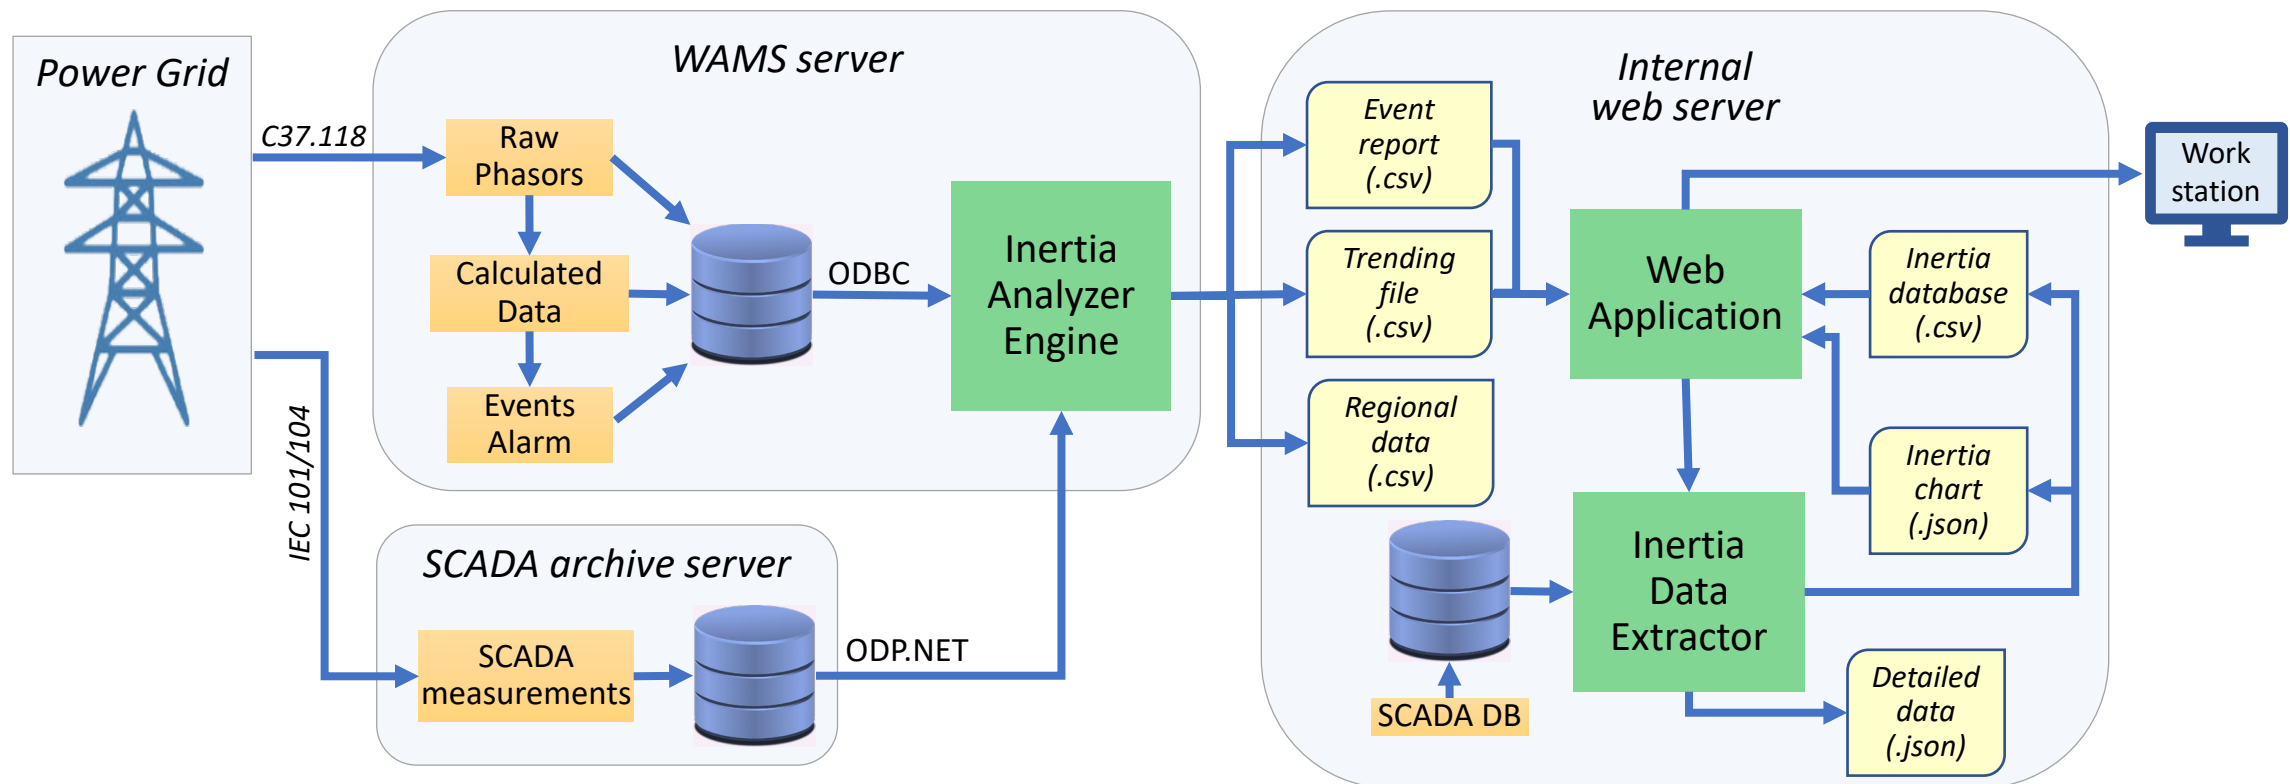 Power Grid
C37.118
IEC 101/104
WAMS server
Raw
Phasors
Calculated
Data
Events
Alarm
ODBC
Inertia
Analyzer
Engine
SCADA archive server
SCADA
measurements
ODP.NET
Internal
web server
Event
report
(.csv)
Trending
file
(.csv)
Regional
data
(.csv)
Web
Application
Inertia
database
(.csv)
Inertia
chart
(.json)
Inertia
Data
Extractor
SCADA DB
Detailed
data
(.json)
Work
station